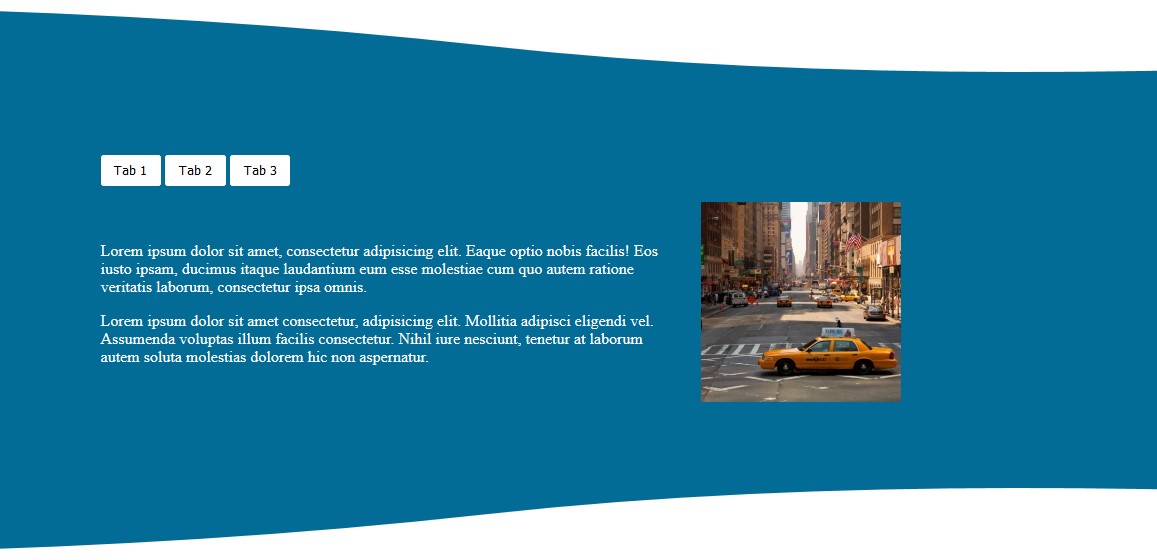 Tab 1 Tab 2 Tab 3
Lorem ipsum dolor sit amet, consectetur adipisicing elit. Eaque optio nobis facilis! Eos
iusto ipsam, ducimus itaque laudantium eum esse molestiae cum quo autem ratione
veritatis laborum, consectetur ipsa omnis.
Lorem ipsum dolor sit amet consectetur, adipisicing elit. Mollitia adipisci eligendi vel.
Assumenda voluptas illum facilis consectetur. Nihil iure nesciunt, tenetur at laborum
autem soluta molestias dolorem hic non aspernatur.